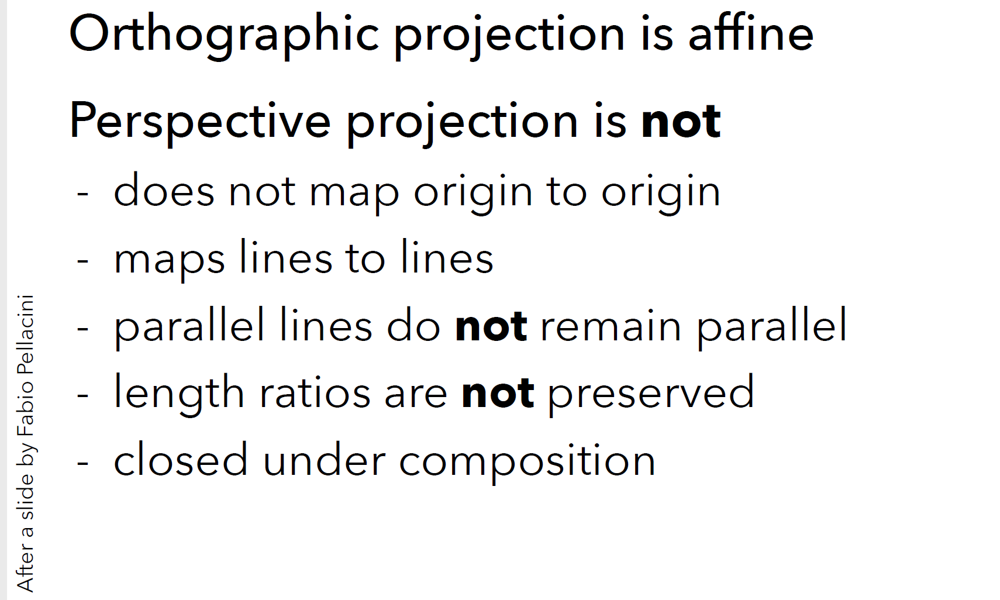 Orthographic projection is affine
Perspective projection is not
- does not map origin to origin
- maps lines to lines
- parallel lines do not remain parallel
- length ratios are not preserved
- closed under composition
After a slide by Fabio Pellacini